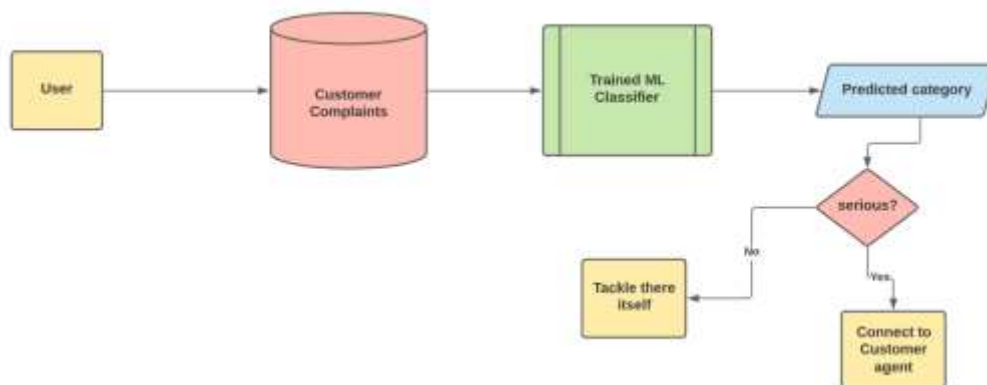 User
Customer
Complaints
Trained ML
Classifier
Predicted category
serious?
No
Yes
Tackle there
itself
Connect to
Customer
agent